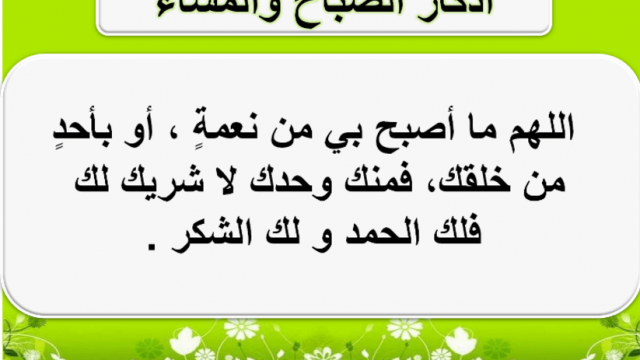 أذكار الصباح والمساء
اللهم ما أصبح بي من نعمةٍ ، أو بأحدٍ
من خلقك، فمنك وحدك لا شريك لك
فلك الحمد و لك الشكر .